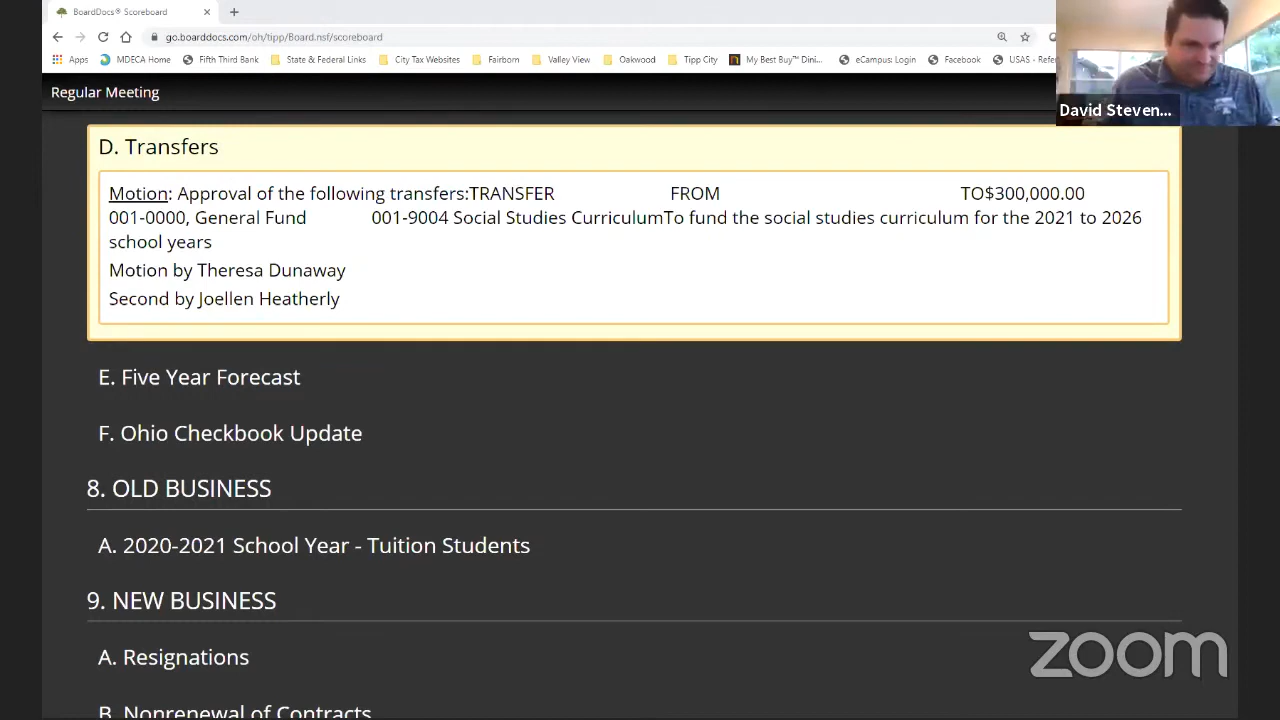 BoardDocs® Scoreboard
go.boarddocs.com/oh/tipp/Board.nsf/scoreboard
Apps MDECA Home Fifth Third Bank State & Federal Links City Tax Websites Fairborn Valley View Oakwood Tipp City My Best Buy™ Dini... eCampus: Login Facebook USAS - Refer
David Steven...
Regular Meeting
D. Transfers
Motion: Approval of the following transfers:TRANSFER FROM TO$300,000.00
001-0000, General Fund 001-9004 Social Studies CurriculumTo fund the social studies curriculum for the 2021 to 2026
school years
Motion by Theresa Dunaway
Second by Joellen Heatherly
E. Five Year Forecast
F. Ohio Checkbook Update
8. OLD BUSINESS
A. 2020-2021 School Year - Tuition Students
9. NEW BUSINESS
A. Resignations
B. Nonrenewal of Contracts
zoom